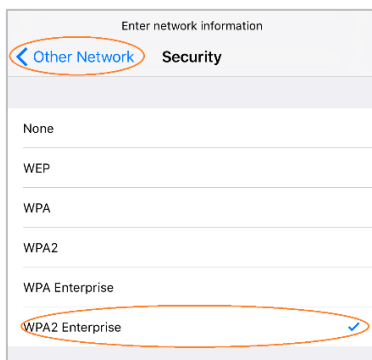 Enter network information
Other Network Security
None
WEP
WPA
WPA2
WPA Enterprise
WPA2 Enterprise